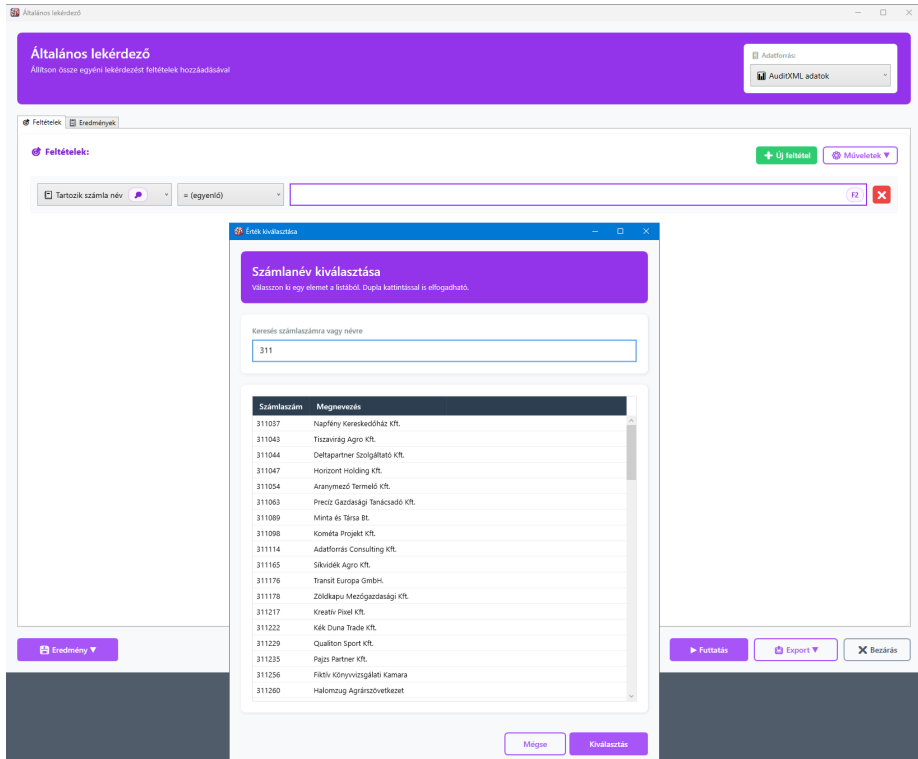 Általános lekérdező
Általános lekérdező
Állítson össze egyéni lekérdezést feltételek hozzáadásával
Adatforrás:
AuditXML adatok
Feltételek
Eredmények
Feltételek:
Új feltétel
Műveletek ▼
Tartozik számla név
= (egyenlő)
F2
Érték kiválasztása
Számlanév kiválasztása
Válasszon ki egy elemet a listából. Dupla kattintással is elfogadható.
Keresés számlaszámra vagy névre
311
Számlaszám Megnevezés
311037 Napfény Kereskedőház Kft.
311043 Tiszavirág Agro Kft.
311044 Deltapartner Szolgáltató Kft.
311047 Horizont Holding Kft.
311054 Aranymező Termelő Kft.
311063 Precíz Gazdasági Tanácsadó Kft.
311089 Minta és Társa Bt.
311098 Kométa Projekt Kft.
311114 Adatforrás Consulting Kft.
311165 Síkvidék Agro Kft.
311176 Transit Europa GmbH.
311178 Zöldkapu Mezőgazdasági Kft.
311217 Kreatív Pixel Kft.
311222 Kék Duna Trade Kft.
311229 Qualiton Sport Kft.
311235 Pajzs Partner Kft.
311256 Fiktív Könyvvizsgálati Kamara
311260 Halomzug Agrárszövetkezet
Eredmény ▼
Futtatás
Export ▼
Bezárás
Mégse
Kiválasztás